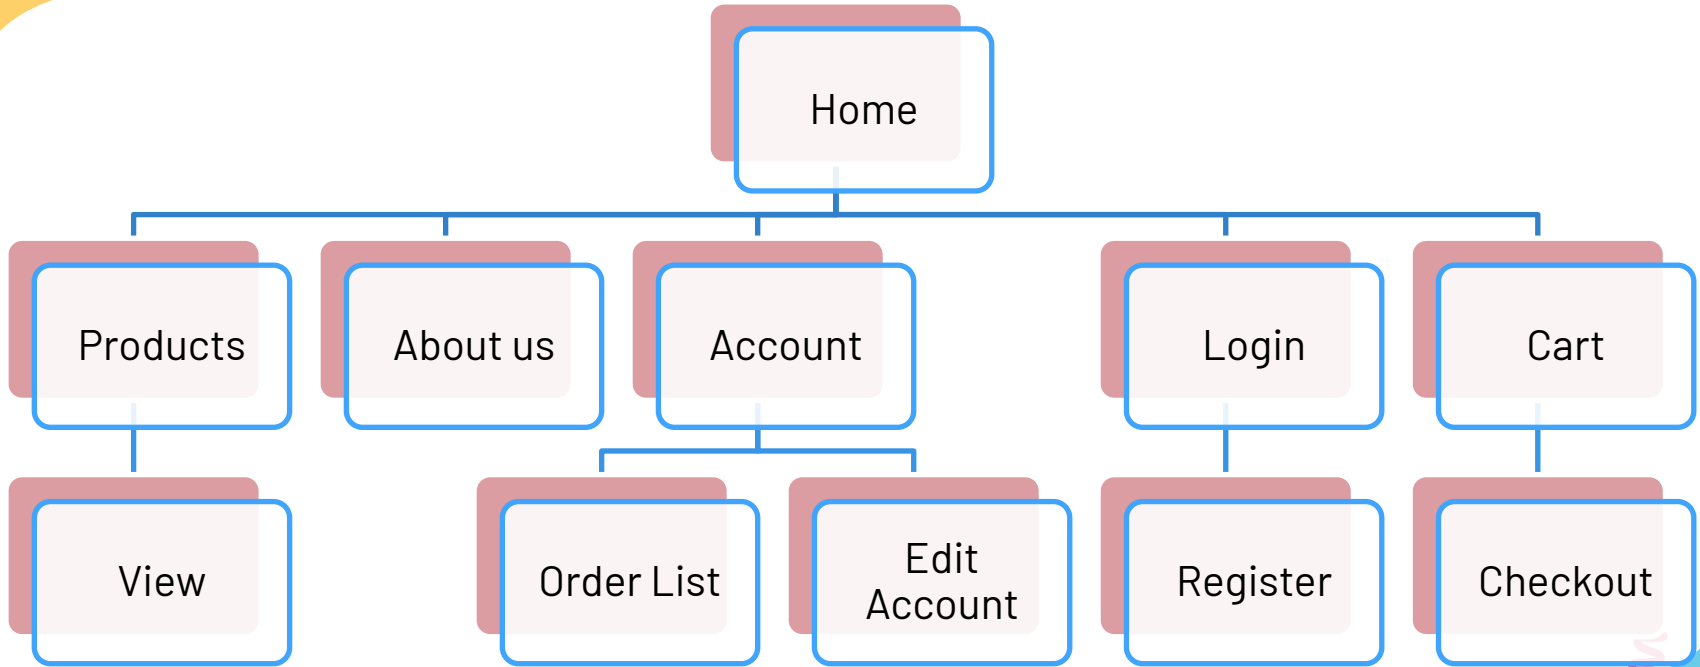 Home
Products
About us
Account
Login
Cart
View
Order List
Edit
Account
Register
Checkout